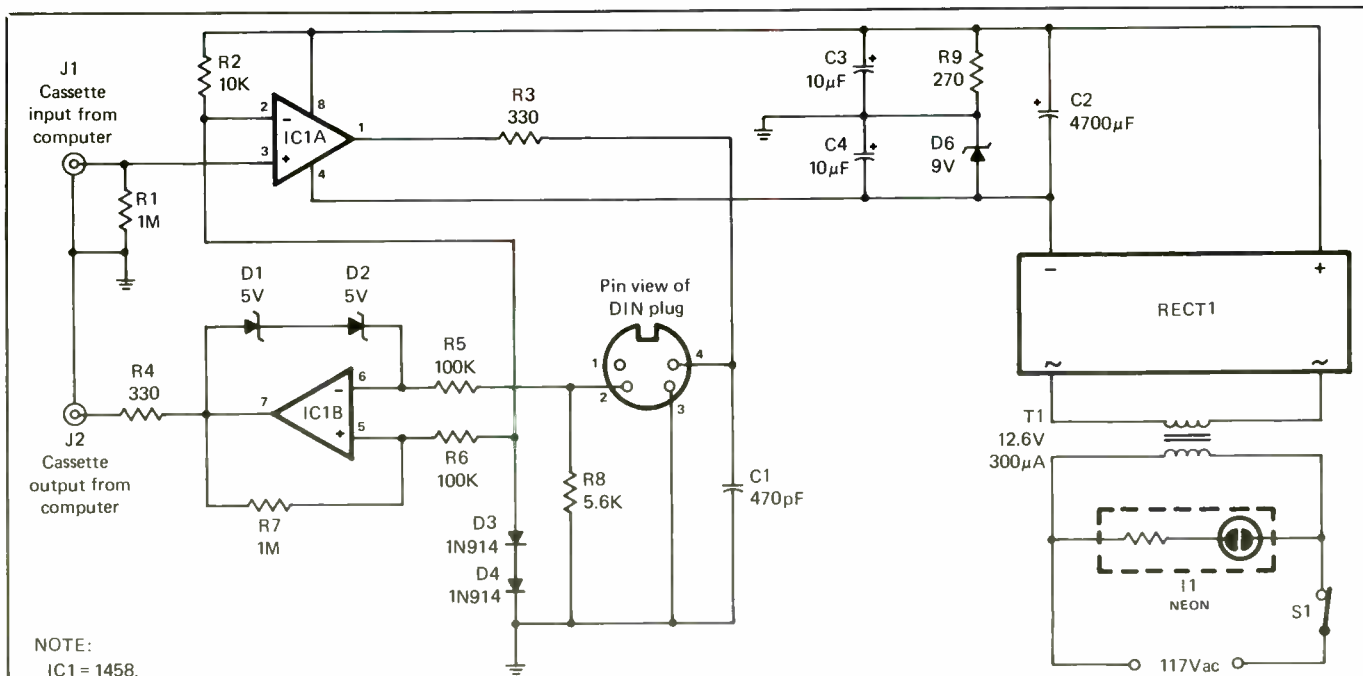 J1
Cassette
input from
computer
R1
1M
R2
10K
2
-
3
+
8
IC1A
1
4
R3
330
C3
10µF
+
C4
10µF
+
R9
270
D6
9V
+
C2
4700µF
-
+
RECT1
~
~
T1
12.6V
300µA
I1
NEON
S1
117Vac
D1
5V
D2
5V
R4
330
7
IC1B
6
-
5
+
R5
100K
R6
100K
R7
1M
J2
Cassette
output from
computer
Pin view of
DIN plug
1
2
3
4
R8
5.6K
C1
470pF
D3
1N914
D4
1N914
NOTE:
IC1 = 1458.